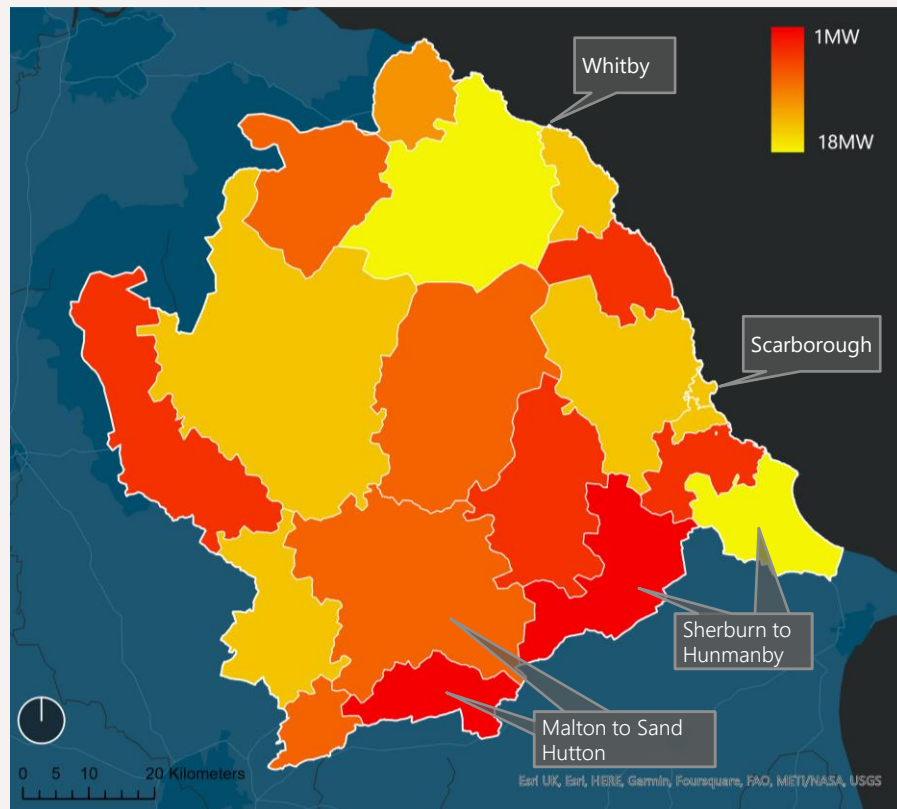 1MW
18MW
Whitby
Scarborough
Sherburn to
Hunmanby
Malton to Sand
Hutton
0 5 10 20 Kilometers
Esri UK, Esri, HERE, Garmin, Foursquare, FAO, METI/NASA, USGS